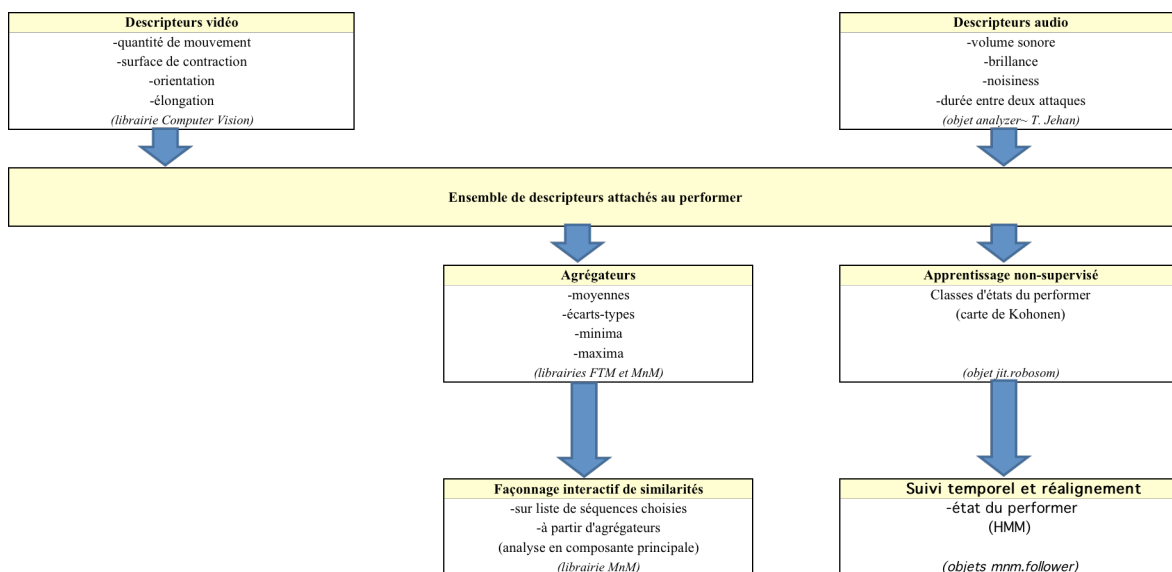 Descripteurs vidéo
-quantité de mouvement
-surface de contraction
-orientation
-élongation
(librairie Computer Vision)
Descripteurs audio
-volume sonore
-brillance
-noisiness
-durée entre deux attaques
(objet analyzer~ T. Jehan)
Ensemble de descripteurs attachés au performer
Agrégateurs
-moyennes
-écarts-types
-minima
-maxima
(librairies FTM et MnM)
Apprentissage non-supervisé
Classes d'états du performer
(carte de Kohonen)
(objet jit.robosom)
Façonnage interactif de similarités
-sur liste de séquences choisies
-à partir d'agrégateurs
(analyse en composante principale)
(librairie MnM)
Suivi temporel et réalignement
-état du performer
(HMM)
(objets mnm.follower)